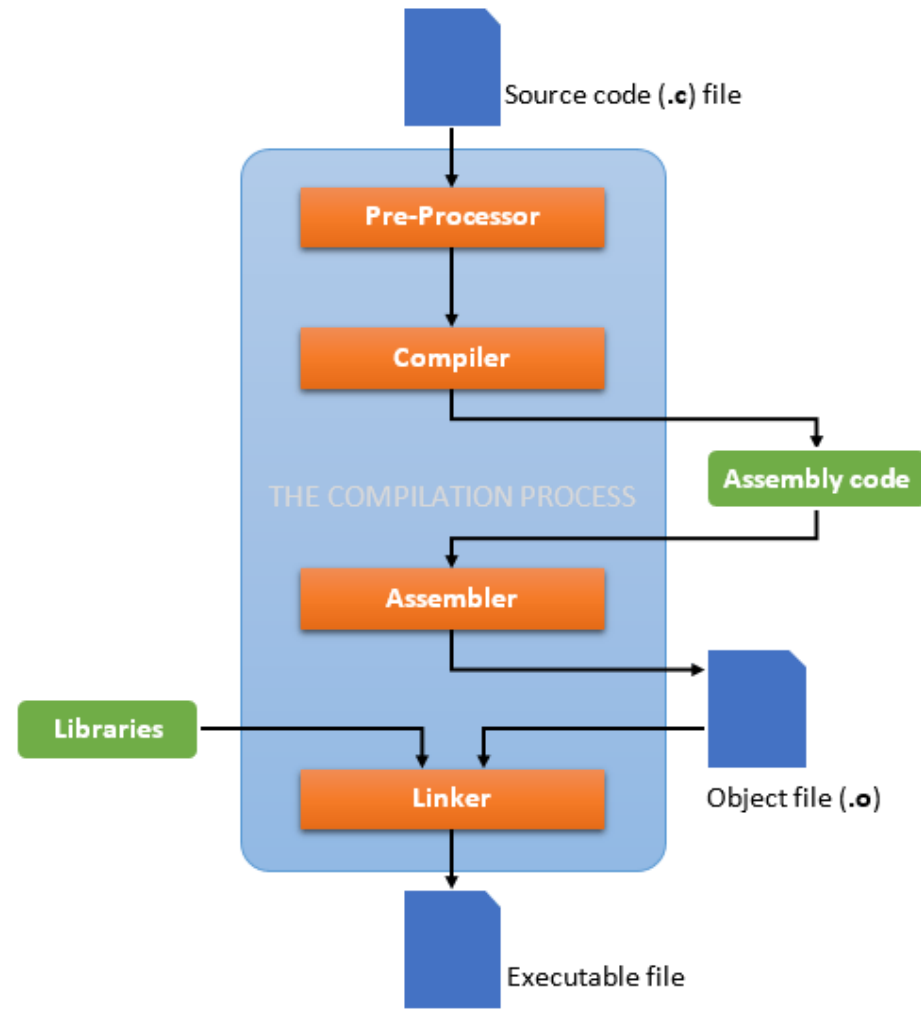 Source code (.c) file
Pre-Processor
Compiler
Assembly code
THE COMPILATION PROCESS
Assembler
Libraries
Linker
Object file (.o)
Executable file